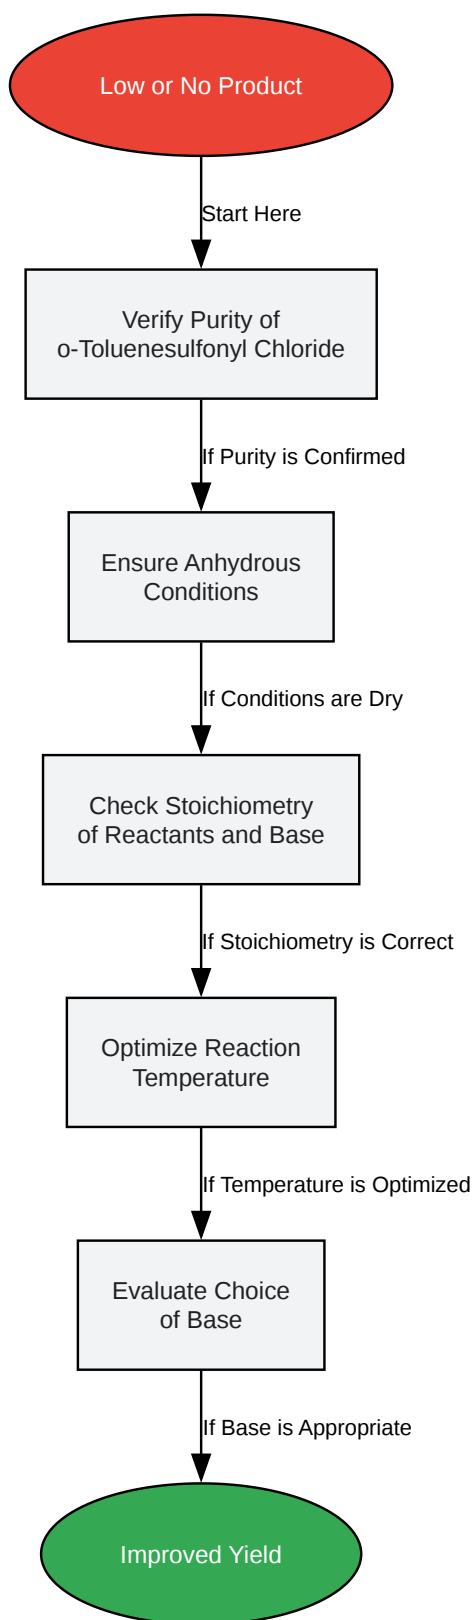 Low or No Product
Start Here
Verify Purity of
o-Toluenesulfonyl Chloride
If Purity is Confirmed
Ensure Anhydrous
Conditions
If Conditions are Dry
Check Stoichiometry
of Reactants and Base
If Stoichiometry is Correct
Optimize Reaction
Temperature
If Temperature is Optimized
Evaluate Choice
of Base
If Base is Appropriate
Improved Yield